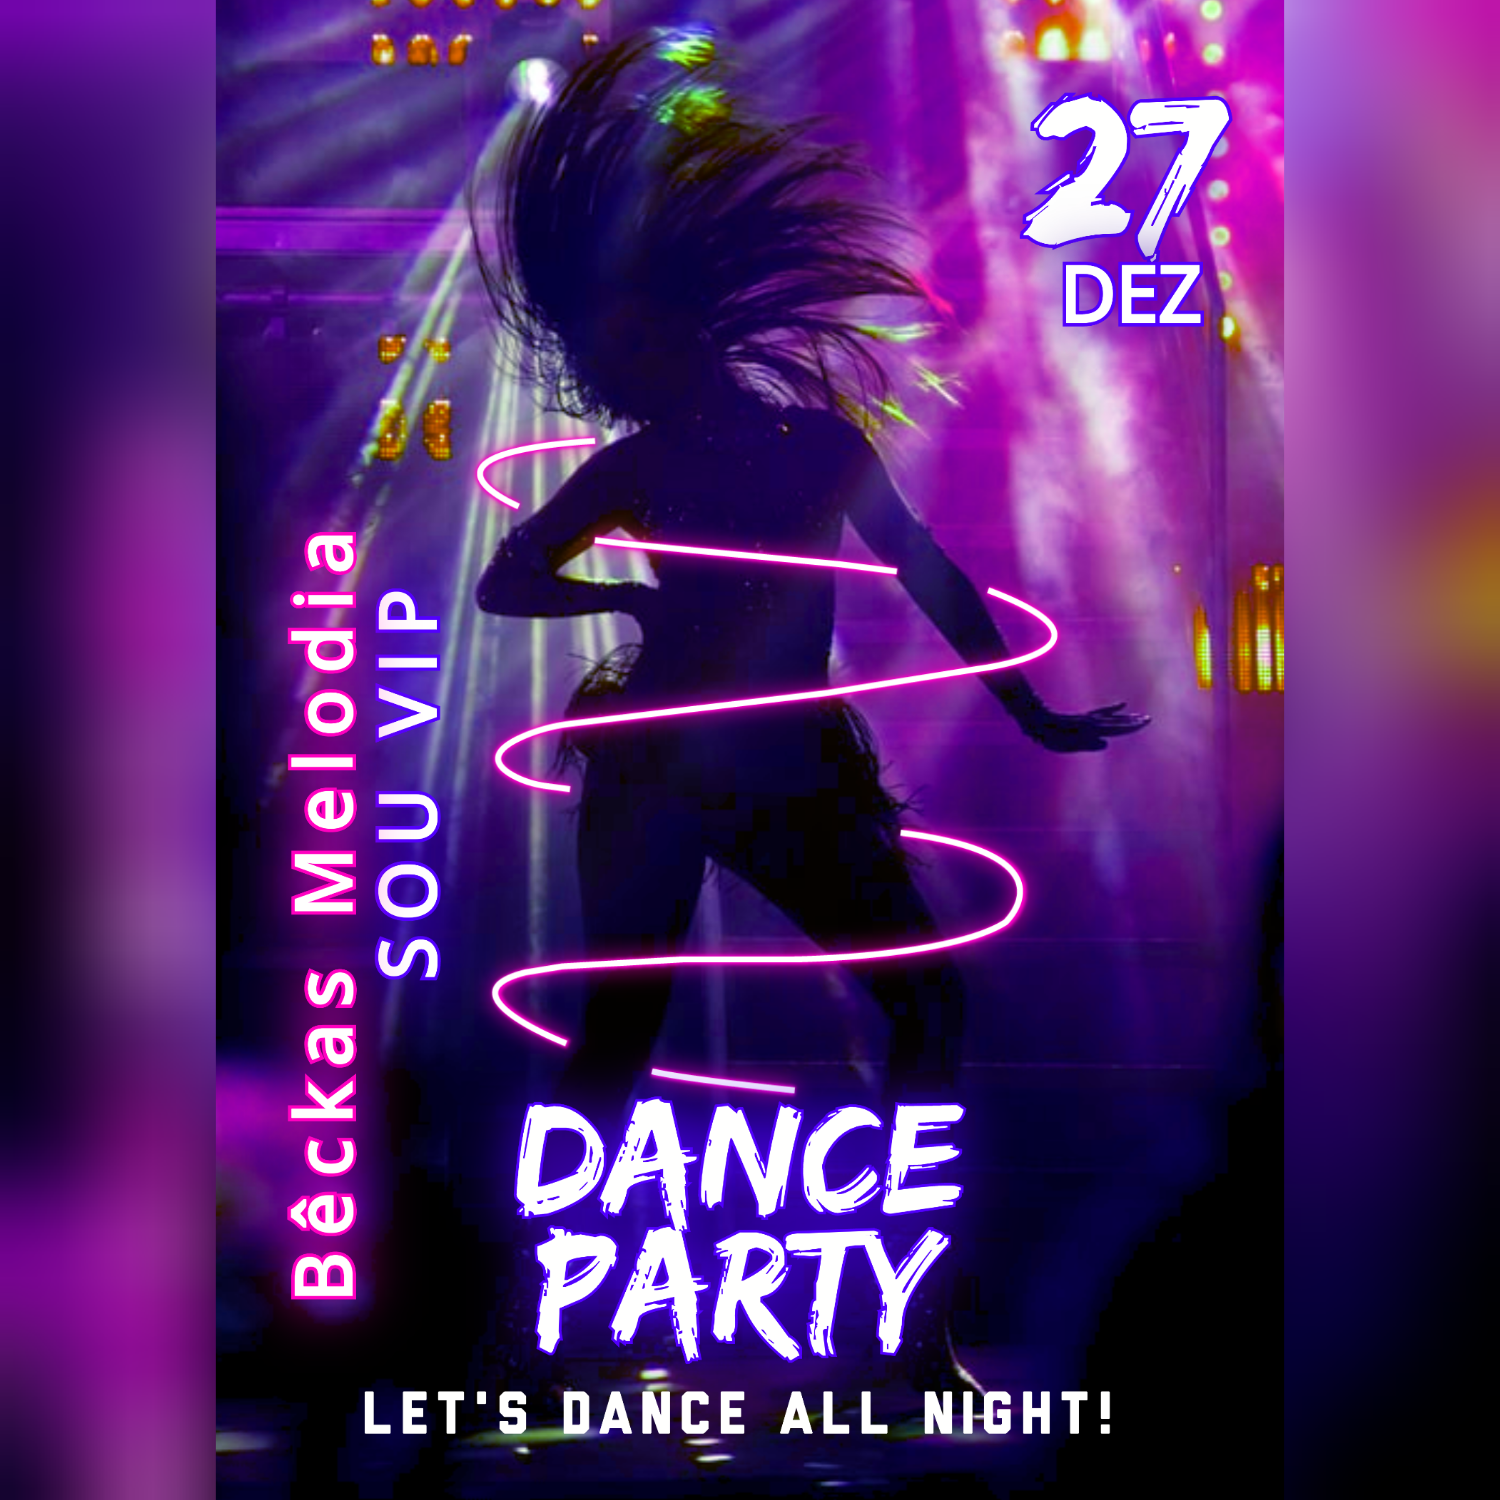 27
DEZ
Bêckas Melodia
SOU VIP
DANCE
PARTY
LET'S DANCE ALL NIGHT!